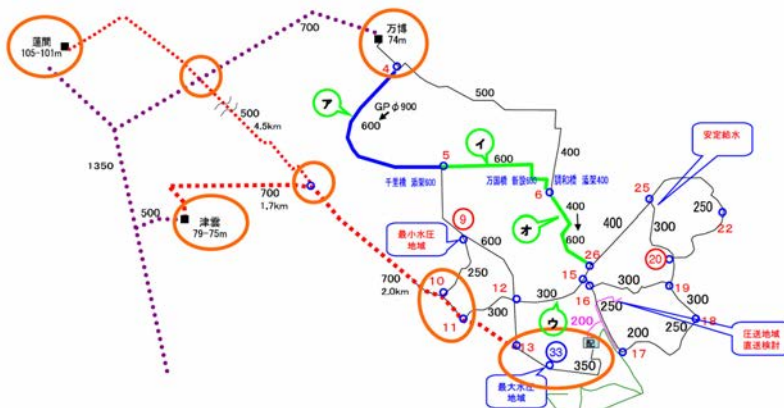 蓮間
105-101m
700
万博
74m
4
ア
GPφ900
600
500
500
4.5km
1350
5
イ
600
400
千里橋 添架600
万国橋 新設600
調和橋 添架400
6
400
オ
600
安定給水
25
400
300
250
22
700
1.7km
500
津雲
79-75m
最小水圧
地域
9
600
250
26
15
16
20
19
300
300
250
18
250
700
2.0km
10
11
300
12
300
ウ
200
200
17
圧送地域
直送検討
13
33
配
350
最大水圧
地域